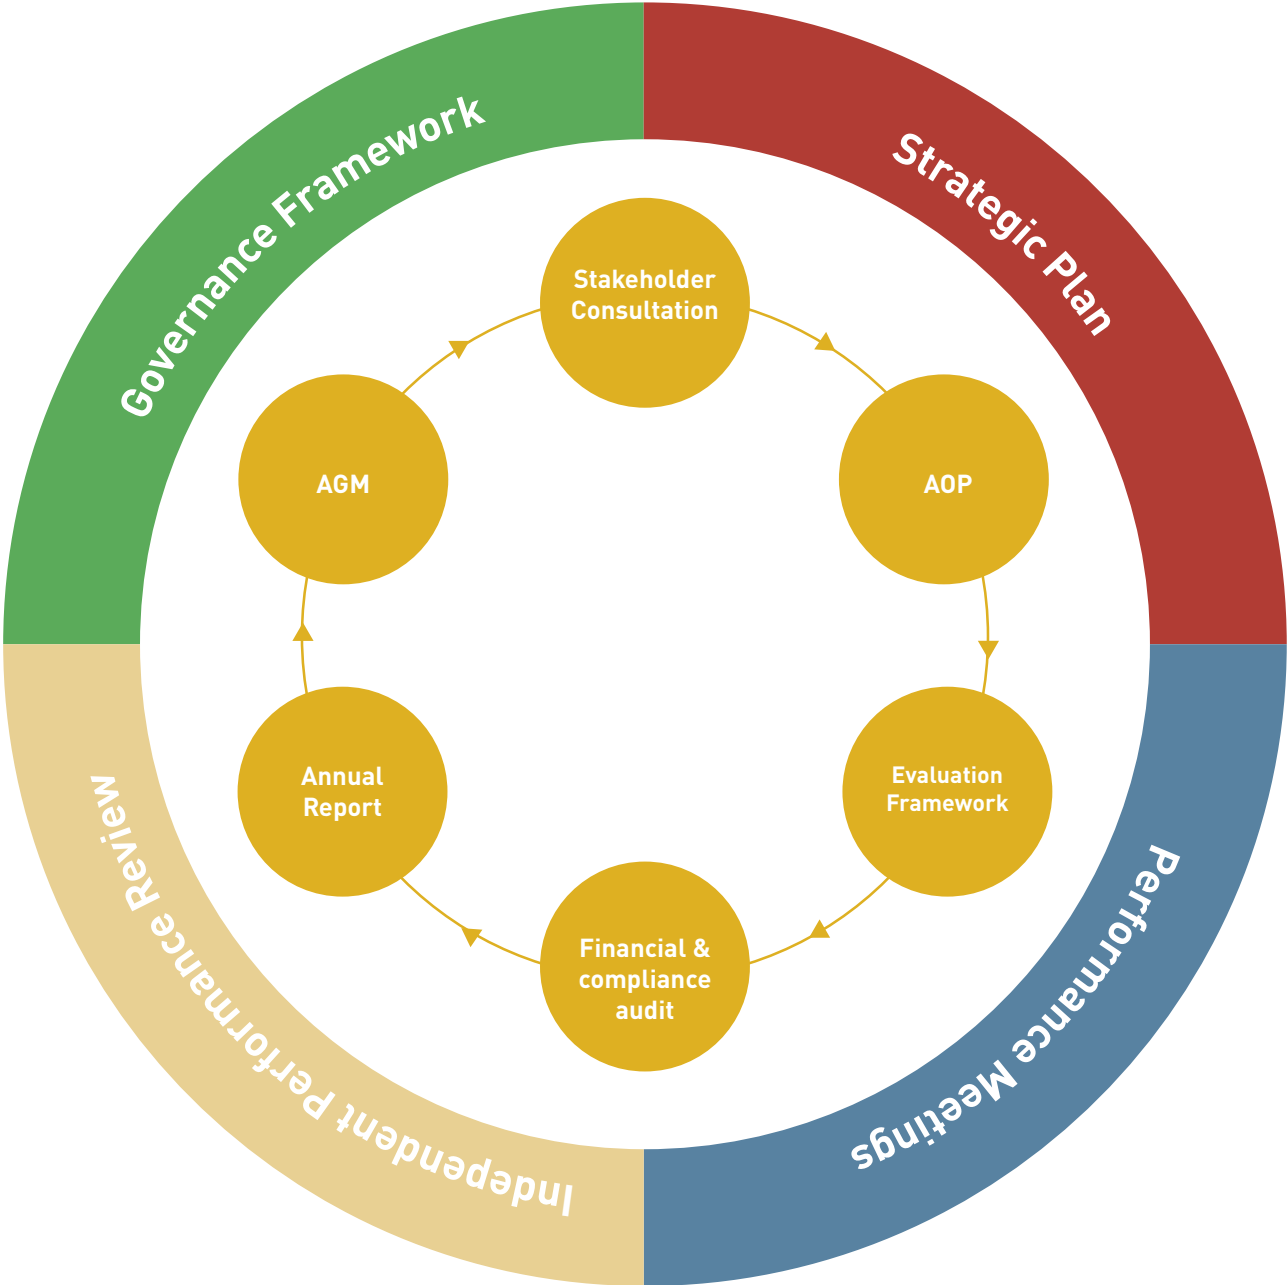 Governance Framework
Strategic Plan
Stakeholder
Consultation
AGM
AOP
Annual
Report
Evaluation
Framework
Financial &
compliance
audit
Independent Performance Review
Performance Meetings